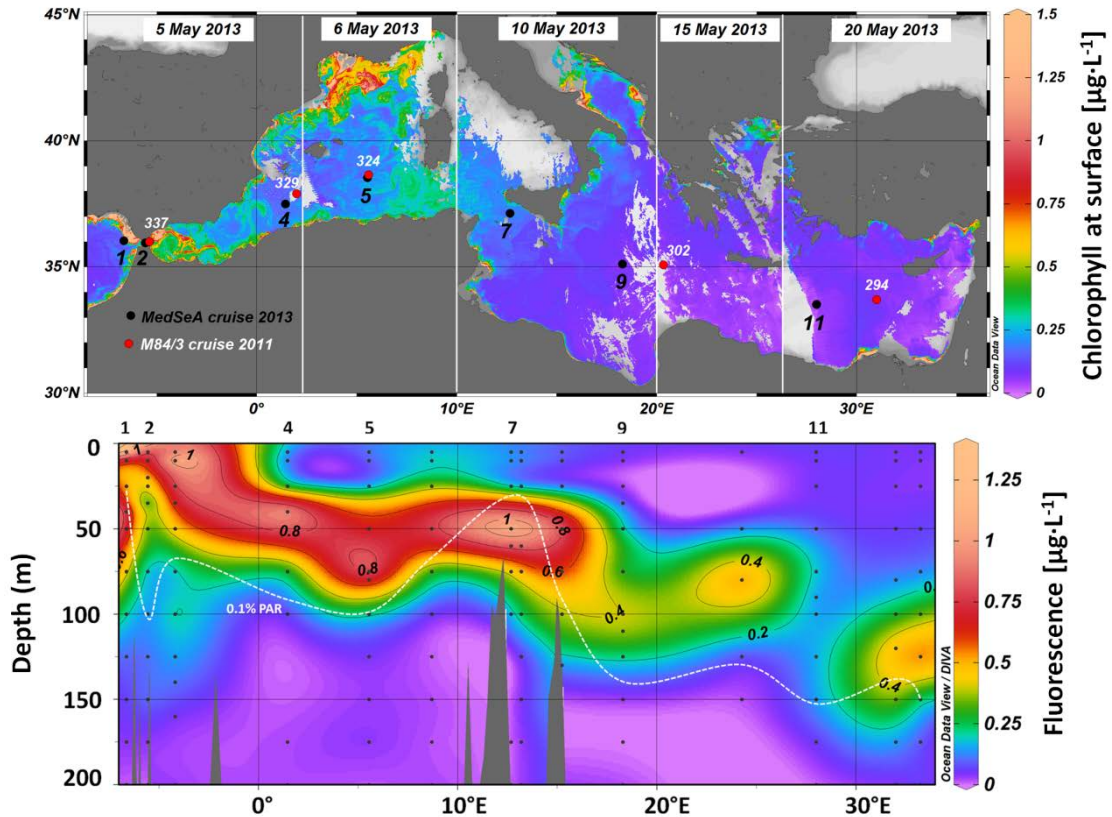 45°N
5 May 2013
6 May 2013
10 May 2013
15 May 2013
20 May 2013
1.5
1.25
1
0.75
0.5
0.25
0
Chlorophyll at surface [µg·L⁻¹]
40°N
35°N
30°N
324
329
337
302
294
1
2
4
5
7
9
11
MedSeA cruise 2013
M84/3 cruise 2011
Ocean Data View
0°
10°E
20°E
30°E
1 2 4 5 7 9 11
0
50
100
150
200
Depth (m)
1
1
0.8
0.8
1
0.8
0.6
0.4
0.4
0.2
0.4
0.1% PAR
Ocean Data View / DIVA
1.25
1
0.75
0.5
0.25
0
Fluorescence [µg·L⁻¹]
0°
10°E
20°E
30°E